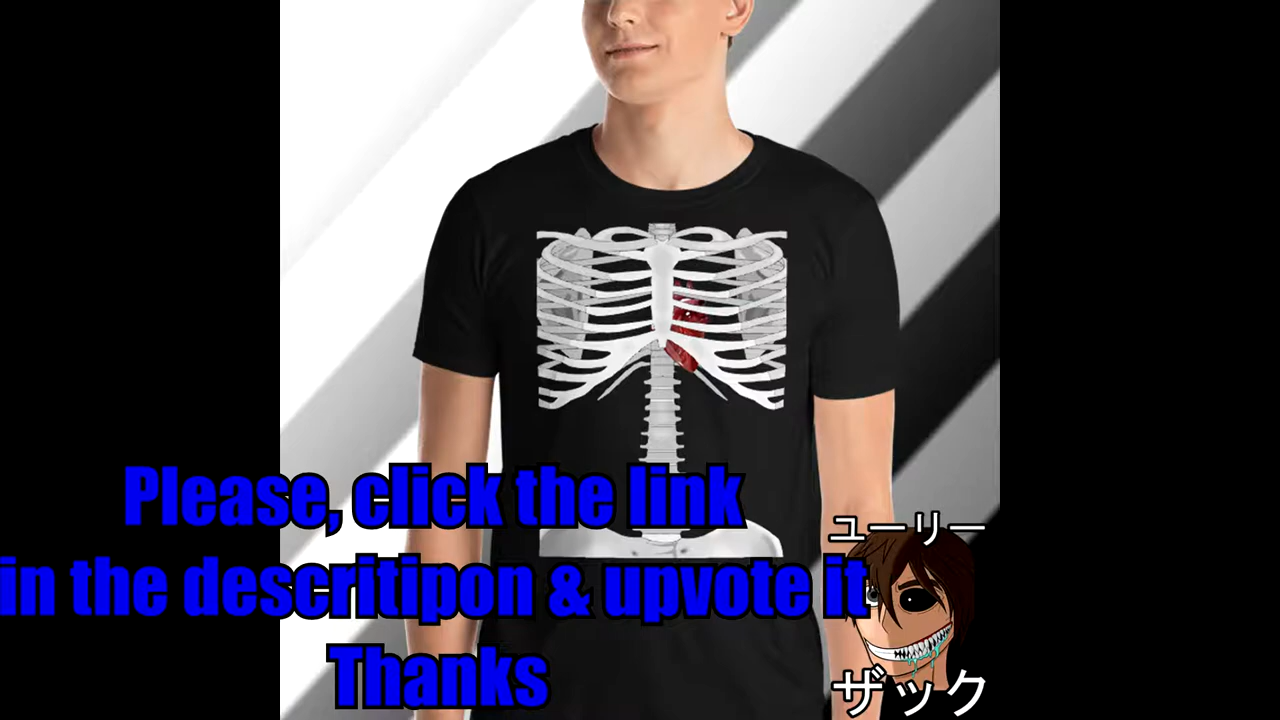 Please, click the link
in the descritipon & upvote it
Thanks
ユーリー
ザック